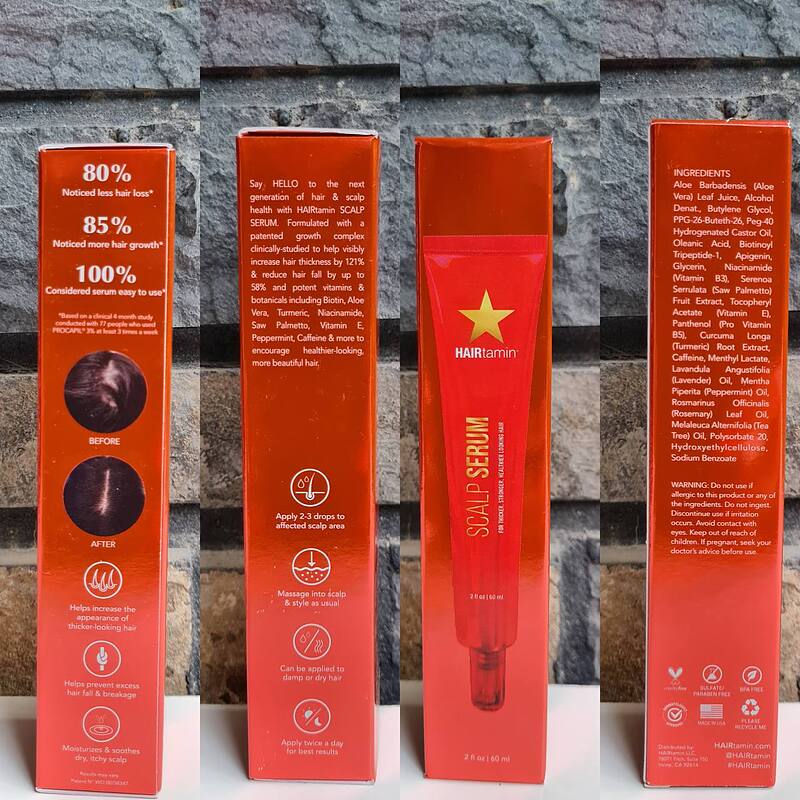 80%
Noticed less hair loss*
85%
Noticed more hair growth*
100%
Considered serum easy to use*
*Based on a clinical 4 month study
conducted with 77 people who used
PROCAPIL® 3% at least 3 times a week
BEFORE
AFTER
Helps increase the
appearance of
thicker-looking hair
Helps prevent excess
hair fall & breakage
Moisturizes & soothes
dry, itchy scalp
Results may vary
Say HELLO to the next
generation of hair & scalp
health with HAIRtamin SCALP
SERUM. Formulated with a
patented growth complex
clinically-studied to help visibly
increase hair thickness by 121%
& reduce hair fall by up to
58% and potent vitamins &
botanicals including Biotin, Aloe
Vera, Turmeric, Niacinamide,
Saw Palmetto, Vitamin E,
Peppermint, Caffeine & more to
encourage healthier-looking,
more beautiful hair.
Apply 2-3 drops to
affected scalp area
Massage into scalp
& style as usual
Can be applied to
damp or dry hair
Apply twice a day
for best results
HAIRtamin®
SCALP SERUM
FOR THICKER, STRONGER, HEALTHIER LOOKING HAIR
2 fl oz | 60 ml
2 fl oz | 60 ml
INGREDIENTS
Aloe Barbadensis (Aloe
Vera) Leaf Juice, Alcohol
Denat., Butylene Glycol,
PPG-26-Buteth-26, Peg-40
Hydrogenated Castor Oil,
Oleanic Acid, Biotinoyl
Tripeptide-1, Apigenin,
Glycerin, Niacinamide
(Vitamin B3), Serenoa
Serrulata (Saw Palmetto)
Fruit Extract, Tocopheryl
Acetate (Vitamin E),
Panthenol (Pro Vitamin
B5), Curcuma Longa
(Turmeric) Root Extract,
Caffeine, Menthyl Lactate,
Lavandula Angustifolia
(Lavender) Oil, Mentha
Piperita (Peppermint) Oil,
Rosmarinus Officinalis
(Rosemary) Leaf Oil,
Melaleuca Alternifolia (Tea
Tree) Oil, Polysorbate 20,
Hydroxyethylcellulose,
Sodium Benzoate
WARNING: Do not use if
allergic to this product or any of
the ingredients. Do not ingest.
Discontinue use if irritation
occurs. Avoid contact with
eyes. Keep out of reach of
children. If pregnant, seek your
doctor's advice before use.
crueltyfree
SULFATE/
PARABEN FREE
BPA FREE
MADE IN USA
PLEASE
RECYCLE ME
Distributed by:
HAIRtamin LLC,
18071 Fitch, Suite 150
Irvine, CA 92614
HAIRtamin.com
@HAIRtamin
#HAIRtamin